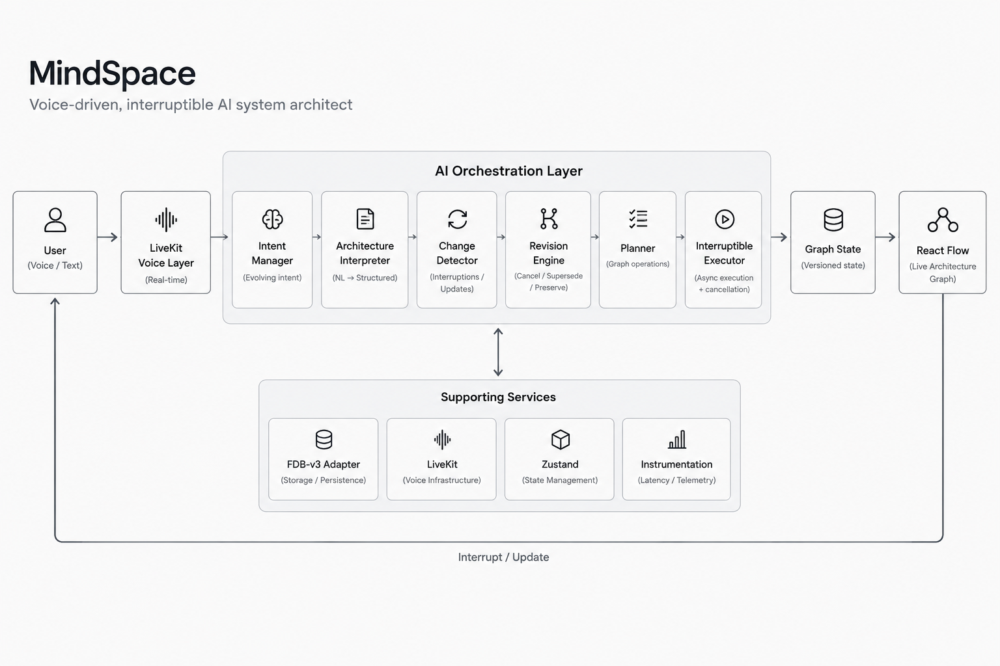 MindSpace
Voice-driven, interruptible AI system architect
AI Orchestration Layer
User
(Voice / Text)
LiveKit
Voice Layer
(Real-time)
Intent
Manager
(Evolving intent)
Architecture
Interpreter
(NL → Structured)
Change
Detector
(Interruptions /
Updates)
Revision
Engine
(Cancel / Supersede
/ Preserve)
Planner
(Graph operations)
Interruptible
Executor
(Async execution
+ cancellation)
Graph State
(Versioned state)
React Flow
(Live Architecture
Graph)
Supporting Services
FDB-v3 Adapter
(Storage / Persistence)
LiveKit
(Voice Infrastructure)
Zustand
(State Management)
Instrumentation
(Latency / Telemetry)
Interrupt / Update